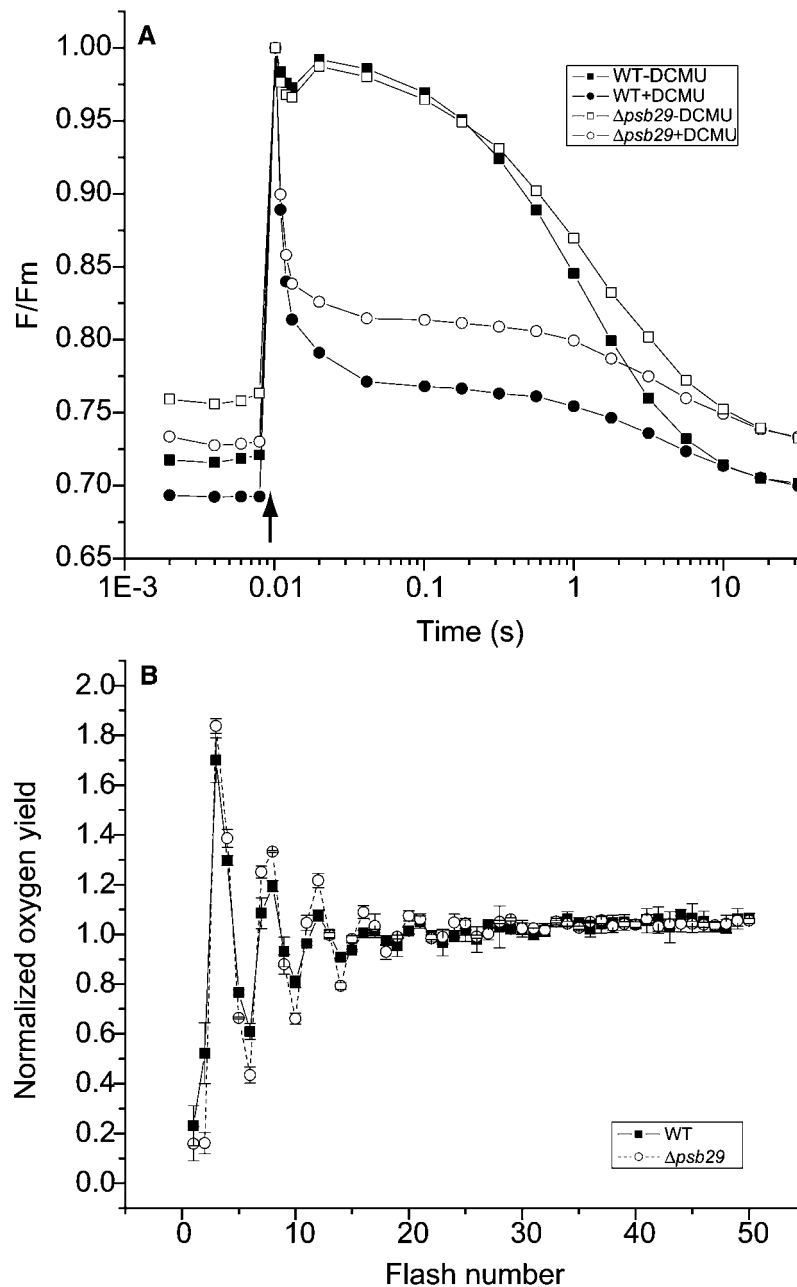 A
WT-DCMU
WT+DCMU
Δpsb29-DCMU
Δpsb29+DCMU
1.00
0.95
0.90
0.85
0.80
0.75
0.70
0.65
F/Fm
1E-3 0.01 0.1 1 10
Time (s)
B
2.0
1.8
1.6
1.4
1.2
1.0
0.8
0.6
0.4
0.2
0.0
Normalized oxygen yield
WT
Δpsb29
0 10 20 30 40 50
Flash number